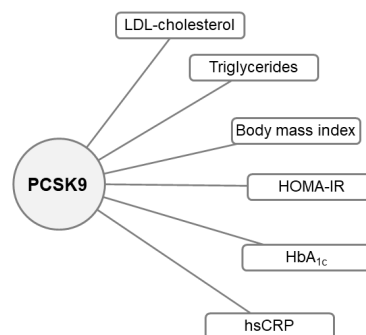 LDL-cholesterol
Triglycerides
Body mass index
PCSK9
HOMA-IR
HbA₁c
hsCRP